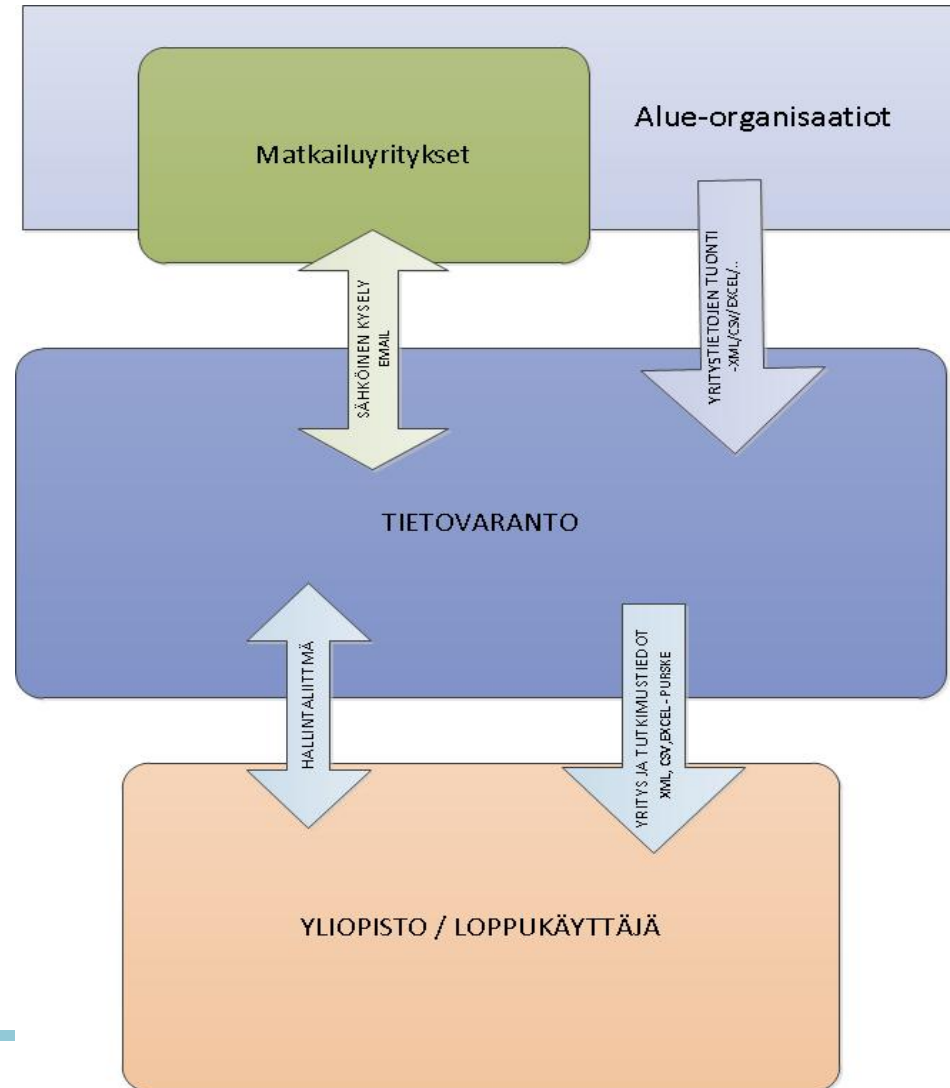 Matkailuyritykset
Alue-organisaatiot
SÄHKÖINEN KYSELY
EMAIL
YRITYSTIETOJEN TUONTI
-XML/CSV/EXCEL/..
TIETOVARANTO
HALLINTALIITTMÄ
YRITYS JA TUTKIMUSTIEDOT
XML, CSV,EXCEL - PURSKE
YLIOPISTO / LOPPUKÄYTTÄJÄ